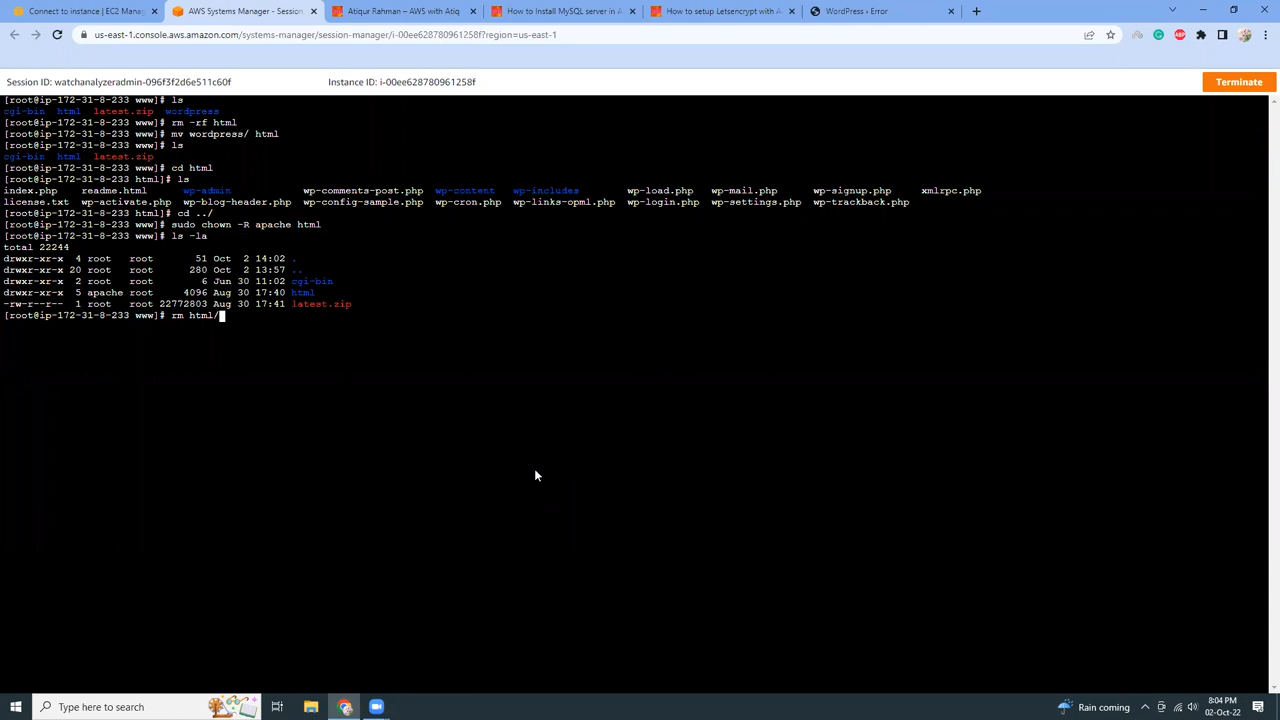 Connect to instance | EC2 Manag
AWS Systems Manager - Session
Atiqur Rahman – AWS with Atiq
How to Install MySQL server in A
How to setup Letsencrypt with A
WordPress › Error
us-east-1.console.aws.amazon.com/systems-manager/session-manager/i-00ee628780961258f?region=us-east-1
Session ID: watchanalyzeradmin-096f3f2d6e511c60f Instance ID: i-00ee628780961258f Terminate
[root@ip-172-31-8-233 www]# ls
cgi-bin html latest.zip wordpress
[root@ip-172-31-8-233 www]# rm -rf html
[root@ip-172-31-8-233 www]# mv wordpress/ html
[root@ip-172-31-8-233 www]# ls
cgi-bin html latest.zip
[root@ip-172-31-8-233 www]# cd html
[root@ip-172-31-8-233 html]# ls
index.php readme.html wp-admin wp-comments-post.php wp-content wp-includes wp-load.php wp-mail.php wp-signup.php xmlrpc.php
license.txt wp-activate.php wp-blog-header.php wp-config-sample.php wp-cron.php wp-links-opml.php wp-login.php wp-settings.php wp-trackback.php
[root@ip-172-31-8-233 html]# cd ../
[root@ip-172-31-8-233 www]# sudo chown -R apache html
[root@ip-172-31-8-233 www]# ls -la
total 22244
drwxr-xr-x 4 root root 51 Oct 2 14:02 .
drwxr-xr-x 20 root root 280 Oct 2 13:57 ..
drwxr-xr-x 2 root root 6 Jun 30 11:02 cgi-bin
drwxr-xr-x 5 apache root 4096 Aug 30 17:40 html
-rw-r--r-- 1 root root 22772803 Aug 30 17:41 latest.zip
[root@ip-172-31-8-233 www]# rm html/
Type here to search
Rain coming
8:04 PM
02-Oct-22